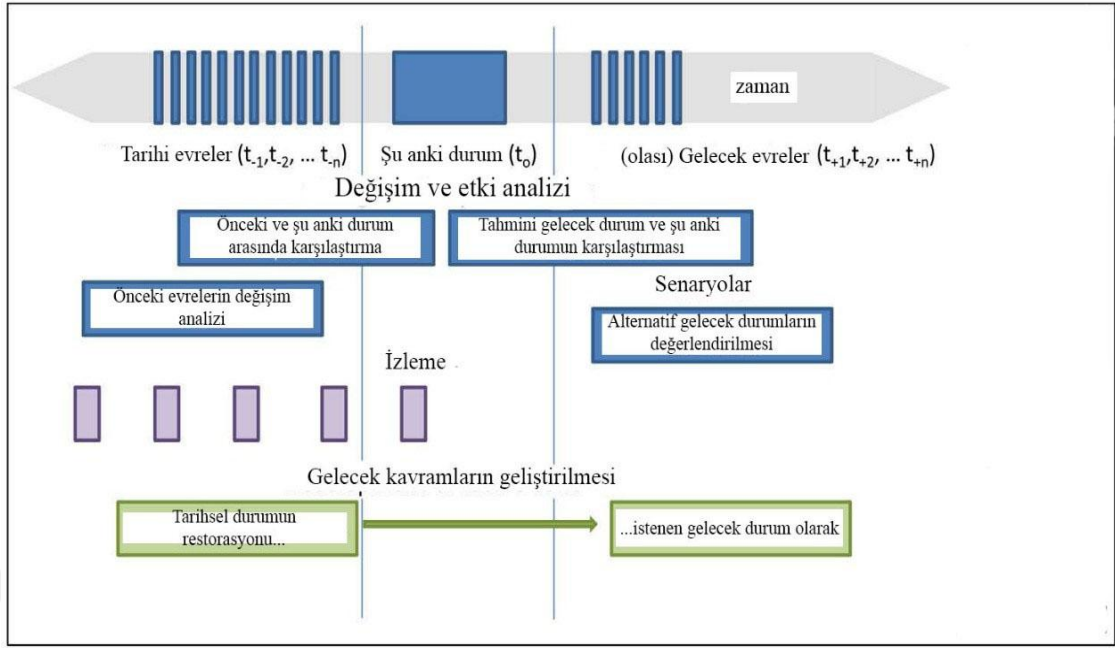 zaman
Tarihi evreler (t-1,t-2, ... t-n)
Şu anki durum (to)
(olası) Gelecek evreler (t+1,t+2, ... t+n)
Değişim ve etki analizi
Önceki ve şu anki durum
arasında karşılaştırma
Tahmini gelecek durum ve şu anki
durumun karşılaştırması
Önceki evrelerin değişim
analizi
Senaryolar
Alternatif gelecek durumların
değerlendirilmesi
İzleme
Gelecek kavramların geliştirilmesi
Tarihsel durumun
restorasyonu...
...istenen gelecek durum olarak